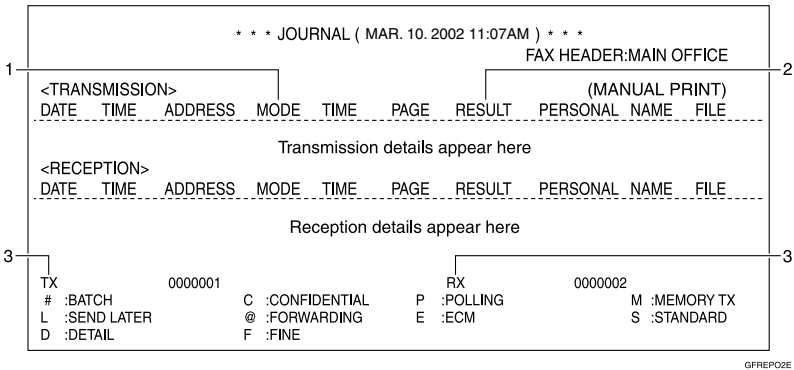 * * * JOURNAL ( MAR. 10. 2002 11:07AM ) * * *
FAX HEADER:MAIN OFFICE
1
2
<TRANSMISSION> (MANUAL PRINT)
DATE TIME ADDRESS MODE TIME PAGE RESULT PERSONAL NAME FILE
Transmission details appear here
<RECEPTION>
DATE TIME ADDRESS MODE TIME PAGE RESULT PERSONAL NAME FILE
Reception details appear here
3
3
TX 0000001 RX 0000002
# :BATCH C :CONFIDENTIAL P :POLLING M :MEMORY TX
L :SEND LATER @ :FORWARDING E :ECM S :STANDARD
D :DETAIL F :FINE
GFREPO2E